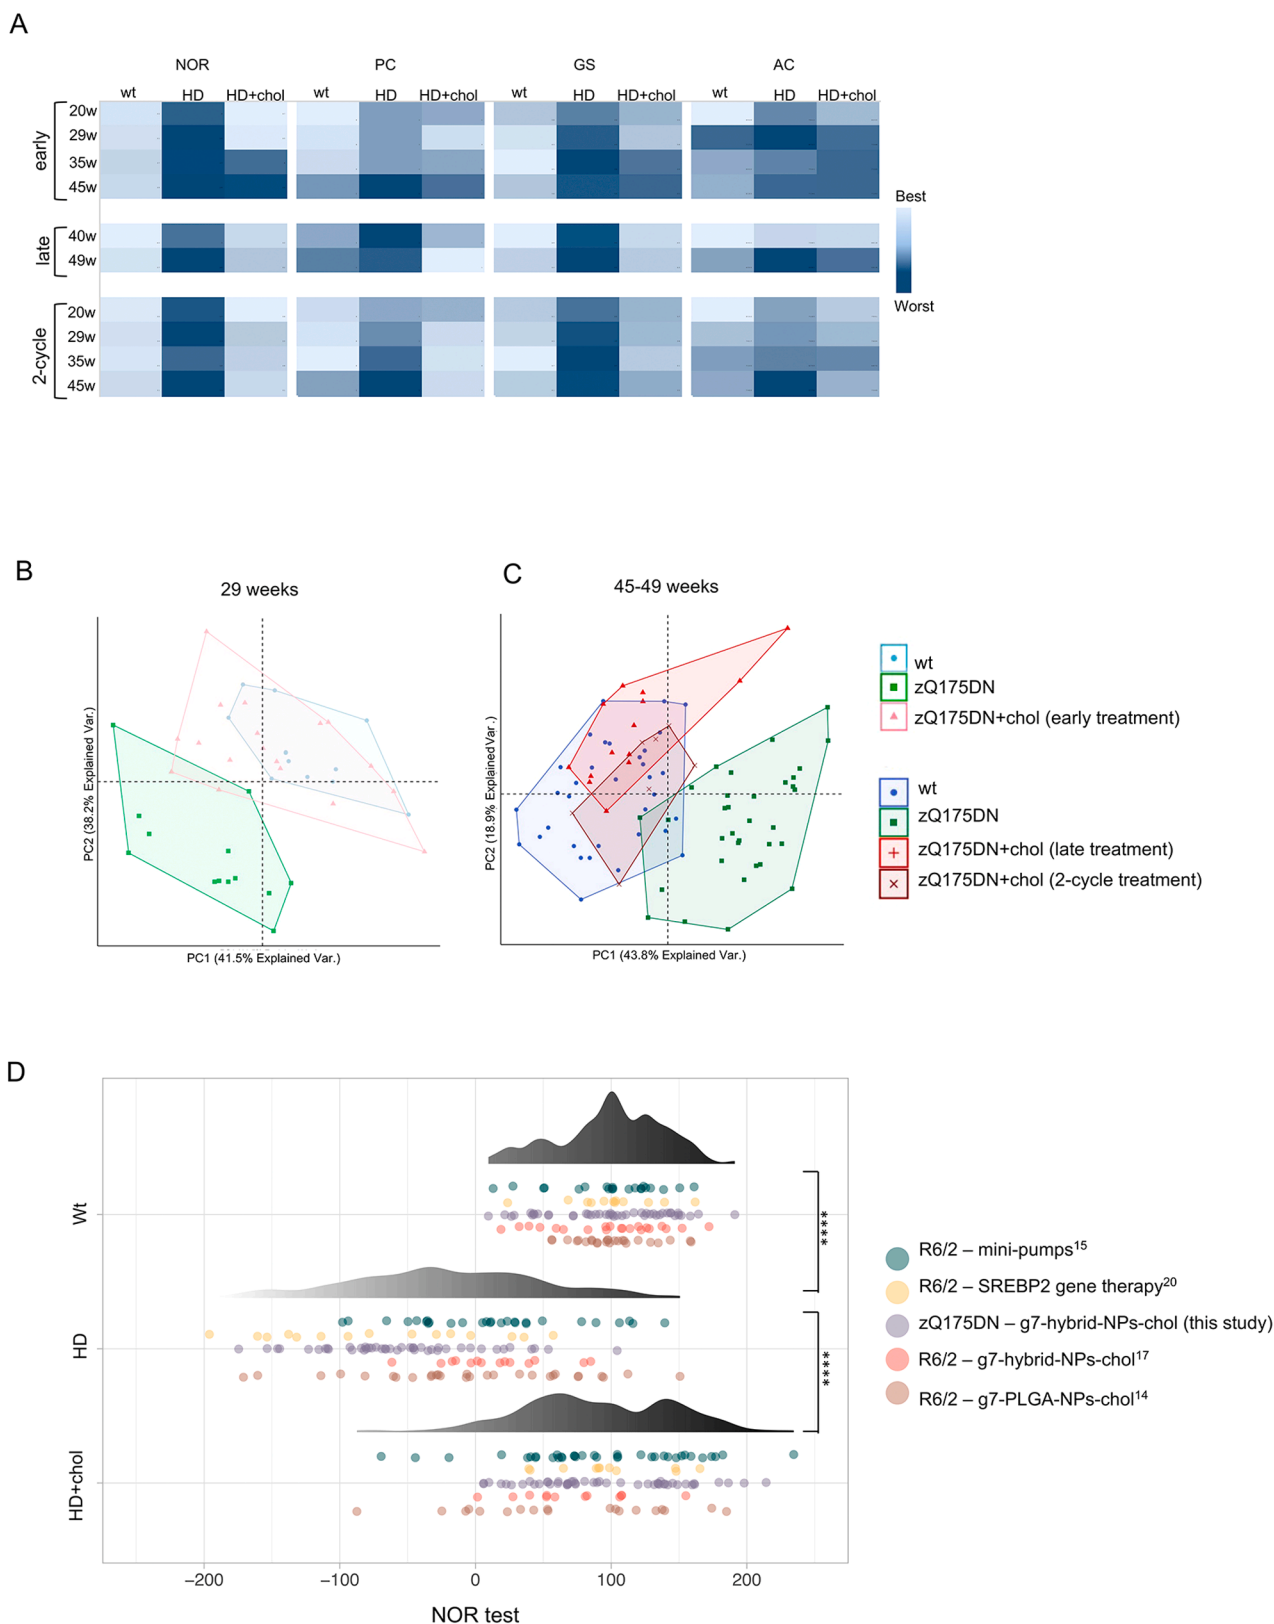 A
NOR PC GS AC
wt HD HD+chol wt HD HD+chol wt HD HD+chol wt HD HD+chol
early
20w
29w
35w
45w
late
40w
49w
2-cycle
20w
29w
35w
45w
Best
Worst
B
29 weeks
PC2 (38.2% Explained Var.)
PC1 (41.5% Explained Var.)
C
45-49 weeks
PC2 (18.9% Explained Var.)
PC1 (43.8% Explained Var.)
wt
zQ175DN
zQ175DN+chol (early treatment)
wt
zQ175DN
zQ175DN+chol (late treatment)
zQ175DN+chol (2-cycle treatment)
D
Wt
HD
HD+chol
****
****
−200 −100 0 100 200
NOR test
R6/2 – mini-pumps¹⁵
R6/2 – SREBP2 gene therapy²⁰
zQ175DN – g7-hybrid-NPs-chol (this study)
R6/2 – g7-hybrid-NPs-chol¹⁷
R6/2 – g7-PLGA-NPs-chol¹⁴